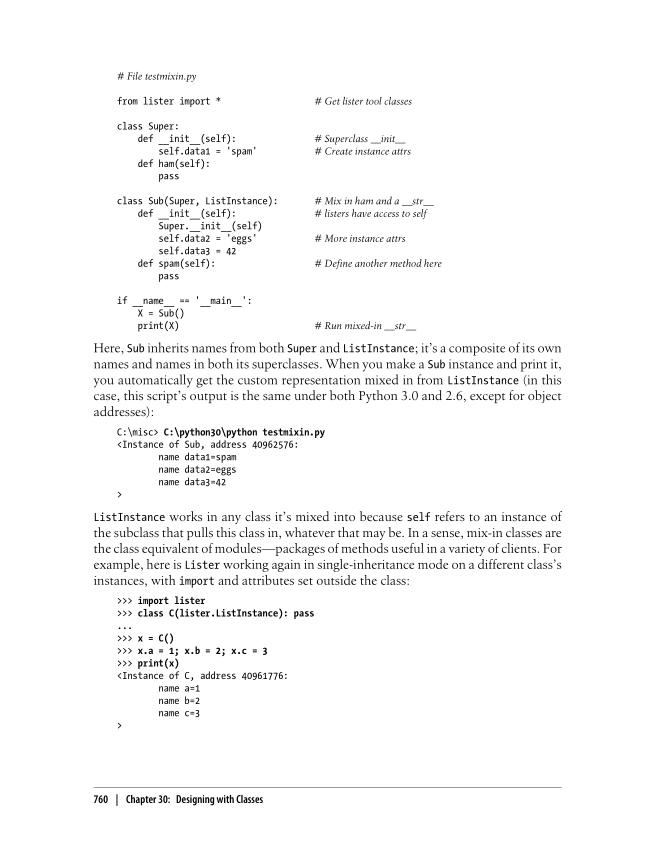 # File testmixin.py
from lister import * # Get lister tool classes
class Super:
def __init__(self): # Superclass __init__
self.data1 = 'spam' # Create instance attrs
def ham(self):
pass
class Sub(Super, ListInstance): # Mix in ham and a __str__
def __init__(self): # listers have access to self
Super.__init__(self)
self.data2 = 'eggs' # More instance attrs
self.data3 = 42
def spam(self): # Define another method here
pass
if __name__ == '__main__':
X = Sub()
print(X) # Run mixed-in __str__
Here, Sub inherits names from both Super and ListInstance; it's a composite of its own
names and names in both its superclasses. When you make a Sub instance and print it,
you automatically get the custom representation mixed in from ListInstance (in this
case, this script's output is the same under both Python 3.0 and 2.6, except for object
addresses):
C:\misc> C:\python30\python testmixin.py
<Instance of Sub, address 40962576:
name data1=spam
name data2=eggs
name data3=42
>
ListInstance works in any class it's mixed into because self refers to an instance of
the subclass that pulls this class in, whatever that may be. In a sense, mix-in classes are
the class equivalent of modules—packages of methods useful in a variety of clients. For
example, here is Lister working again in single-inheritance mode on a different class's
instances, with import and attributes set outside the class:
>>> import lister
>>> class C(lister.ListInstance): pass
...
>>> x = C()
>>> x.a = 1; x.b = 2; x.c = 3
>>> print(x)
<Instance of C, address 40961776:
name a=1
name b=2
name c=3
>
760 | Chapter 30: Designing with Classes